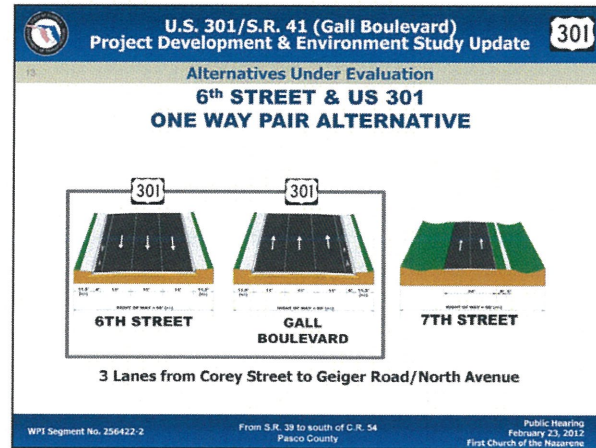 U.S. 301/S.R. 41 (Gall Boulevard)
Project Development & Environment Study Update
301
13
Alternatives Under Evaluation
6th STREET & US 301
ONE WAY PAIR ALTERNATIVE
301
301
6TH STREET
GALL
BOULEVARD
7TH STREET
3 Lanes from Corey Street to Geiger Road/North Avenue
WPI Segment No. 256422-2
From S.R. 39 to south of C.R. 54
Pasco County
Public Hearing
February 23, 2012
First Church of the Nazarene